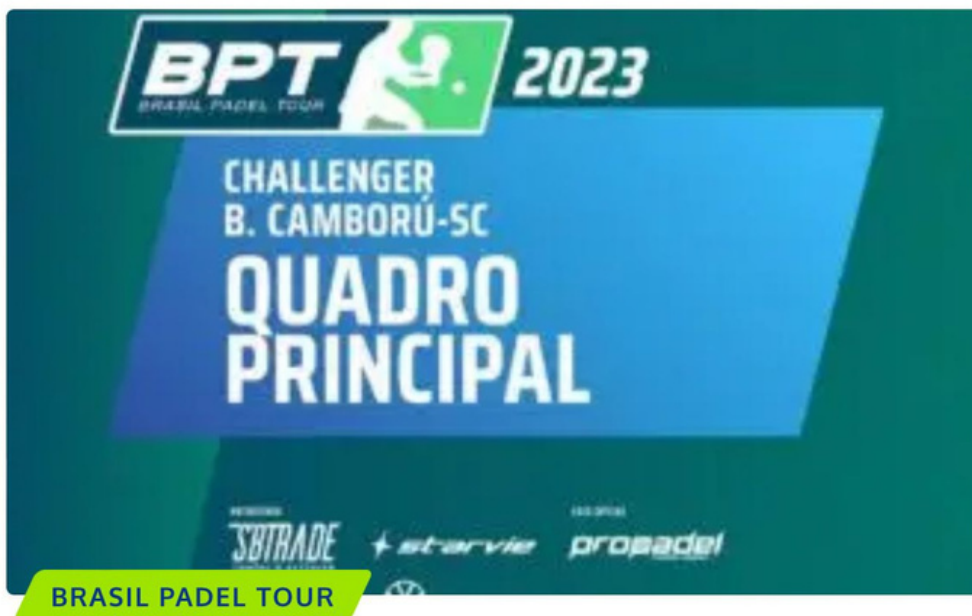 BPT
BRASIL PADEL TOUR
2023
CHALLENGER
B. CAMBORÚ-SC
QUADRO
PRINCIPAL
SBTRADE
starvie
propadel
BRASIL PADEL TOUR